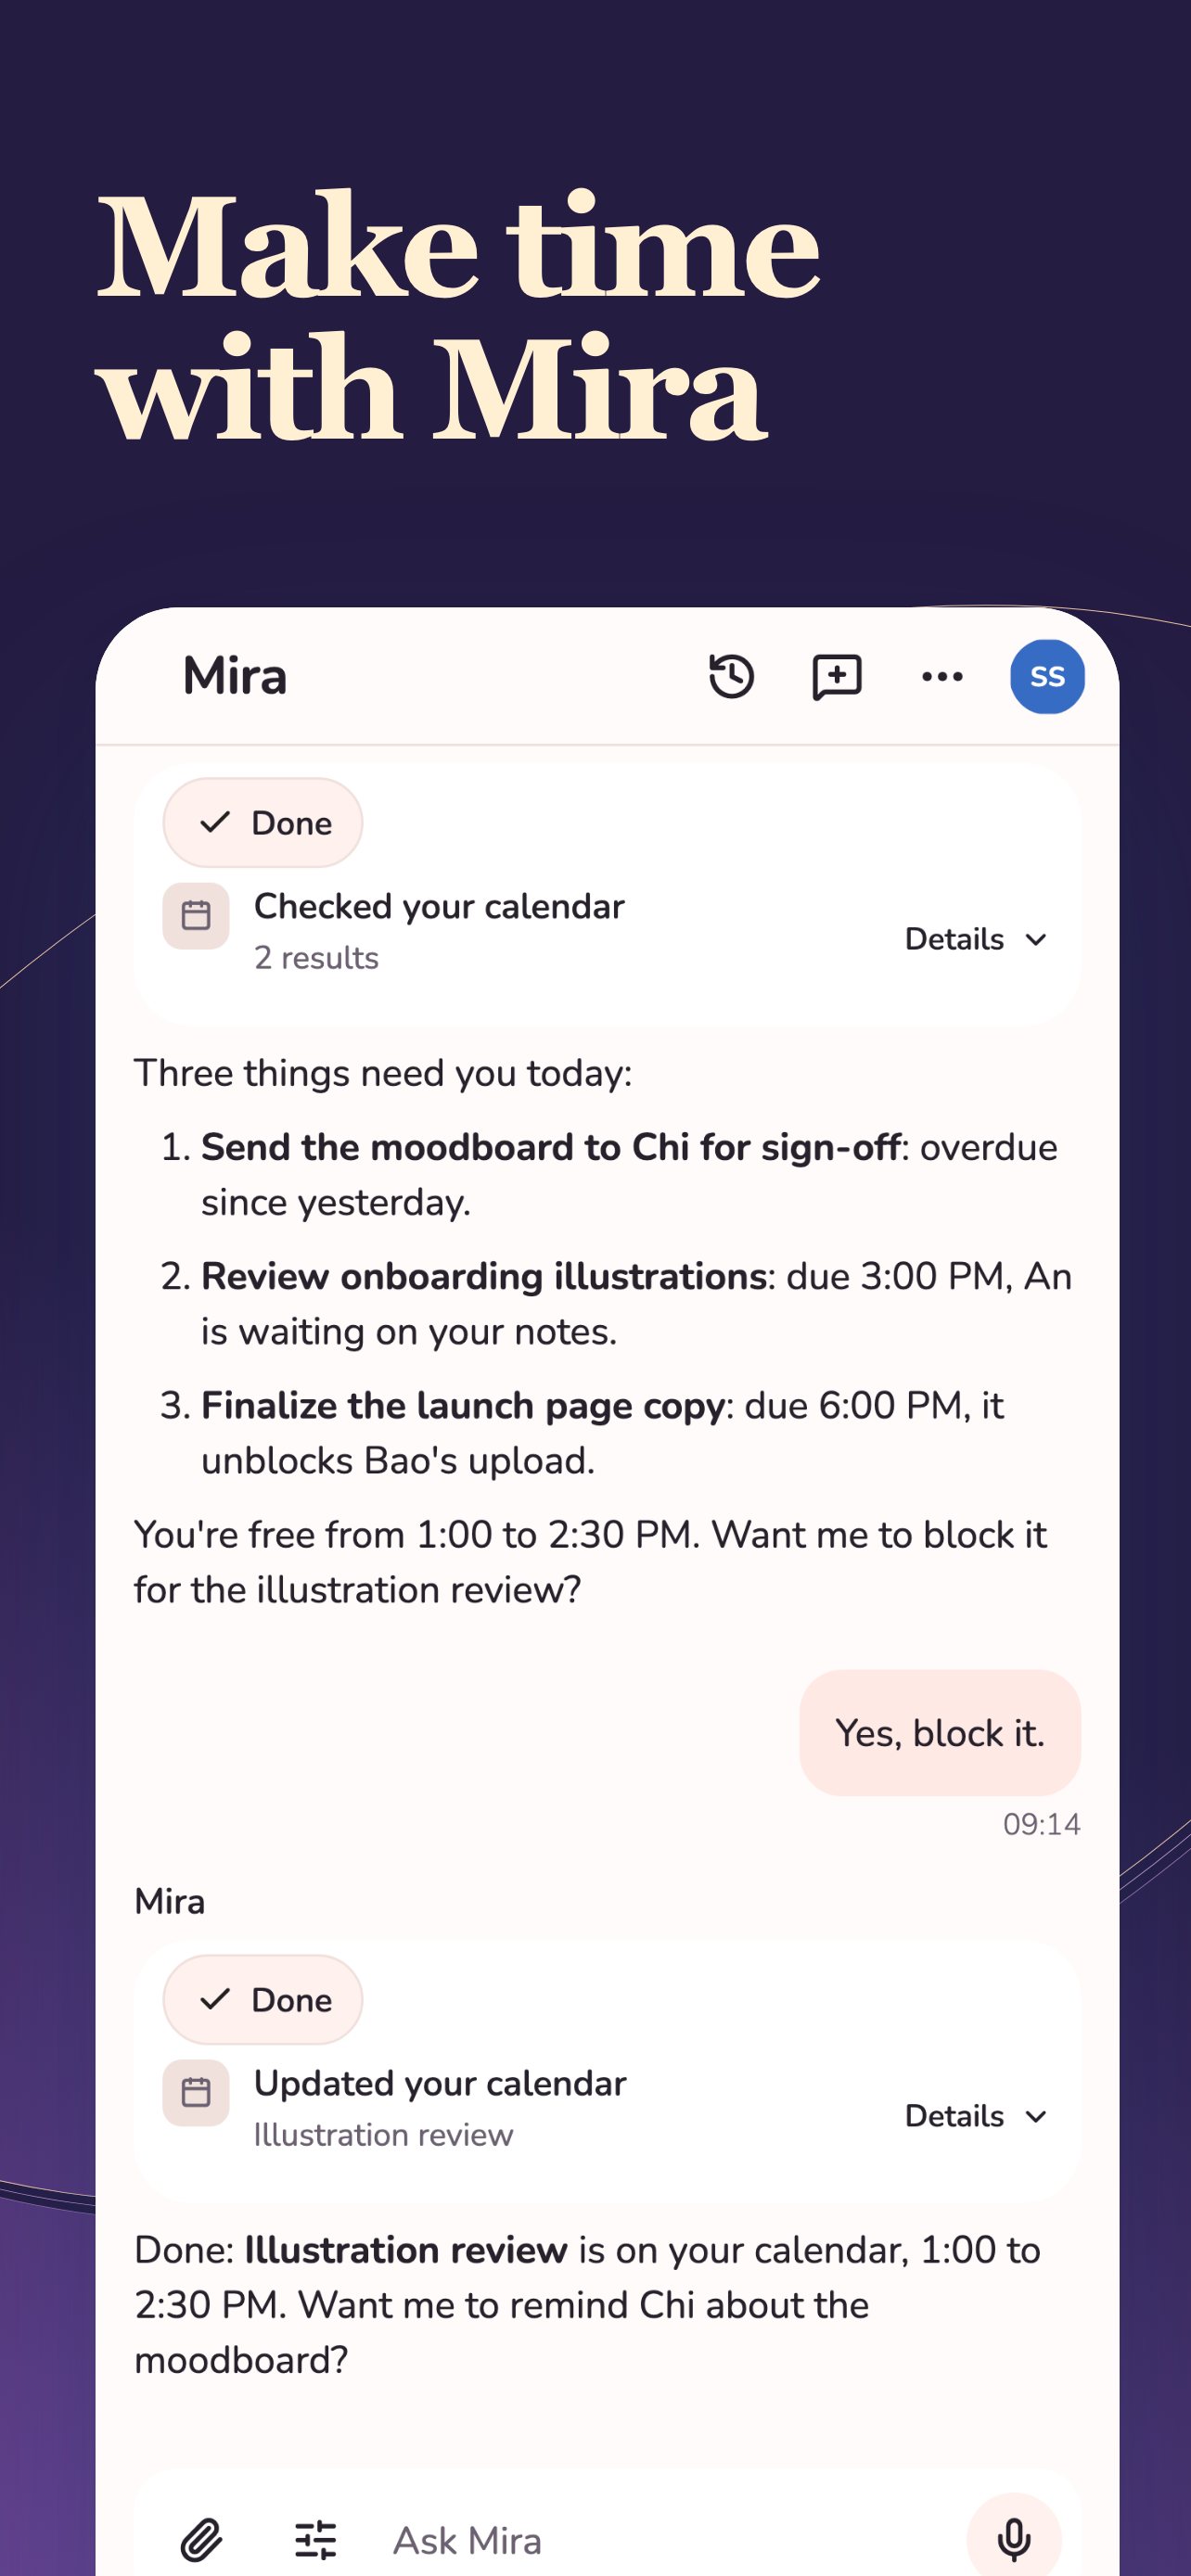 Make time
with Mira
Mira
SS
Done
Checked your calendar
2 results
Details
Three things need you today:
1. Send the moodboard to Chi for sign-off: overdue
since yesterday.
2. Review onboarding illustrations: due 3:00 PM, An
is waiting on your notes.
3. Finalize the launch page copy: due 6:00 PM, it
unblocks Bao's upload.
You're free from 1:00 to 2:30 PM. Want me to block it
for the illustration review?
Yes, block it.
09:14
Mira
Done
Updated your calendar
Illustration review
Details
Done: Illustration review is on your calendar, 1:00 to
2:30 PM. Want me to remind Chi about the
moodboard?
Ask Mira